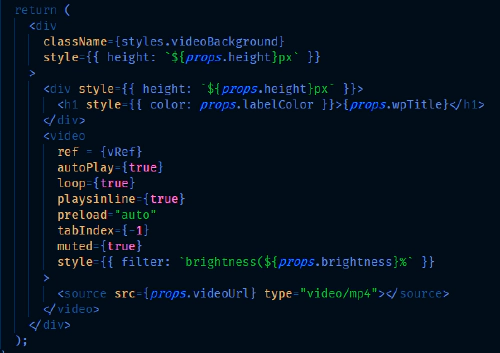 return (
<div
className={styles.videoBackground}
style={{ height: `${props.height}px` }}
>
<div style={{ height: `${props.height}px` }}>
<h1 style={{ color: props.labelColor }}>{props.wpTitle}</h1>
</div>
<video
ref = {vRef}
autoPlay={true}
loop={true}
playsinline={true}
preload="auto"
tabIndex={-1}
muted={true}
style={{ filter: `brightness(${props.brightness}%` }}
>
<source src={props.videoUrl} type="video/mp4"></source>
</video>
</div>
);